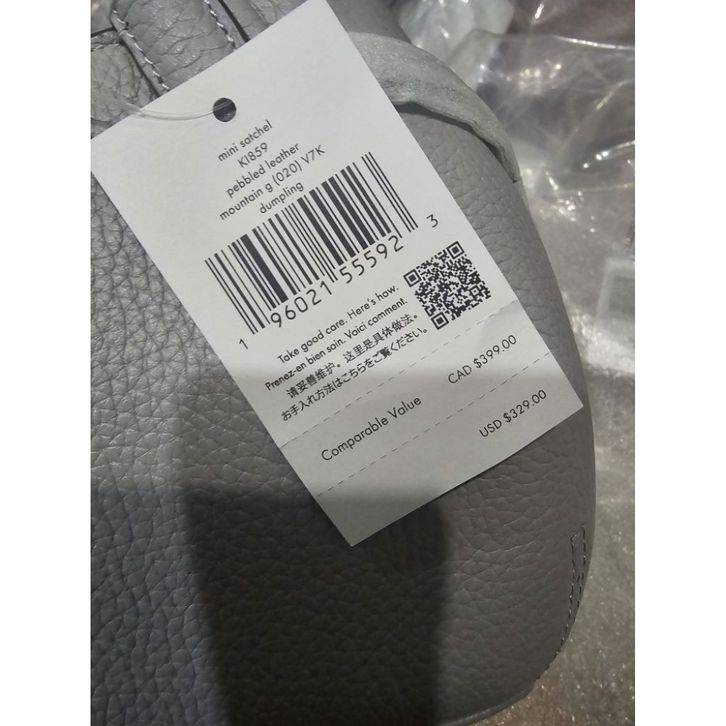 mini satchel
KI859
pebbled leather
mountain g (020) V7K
dumpling
1 96021 55592 3
Take good care. Here's how.
Prenez-en bien soin. Voici comment.
请妥善维护。这里是具体做法。
お手入れ方法はこちらをご覧ください。
Comparable Value CAD $399.00
USD $329.00